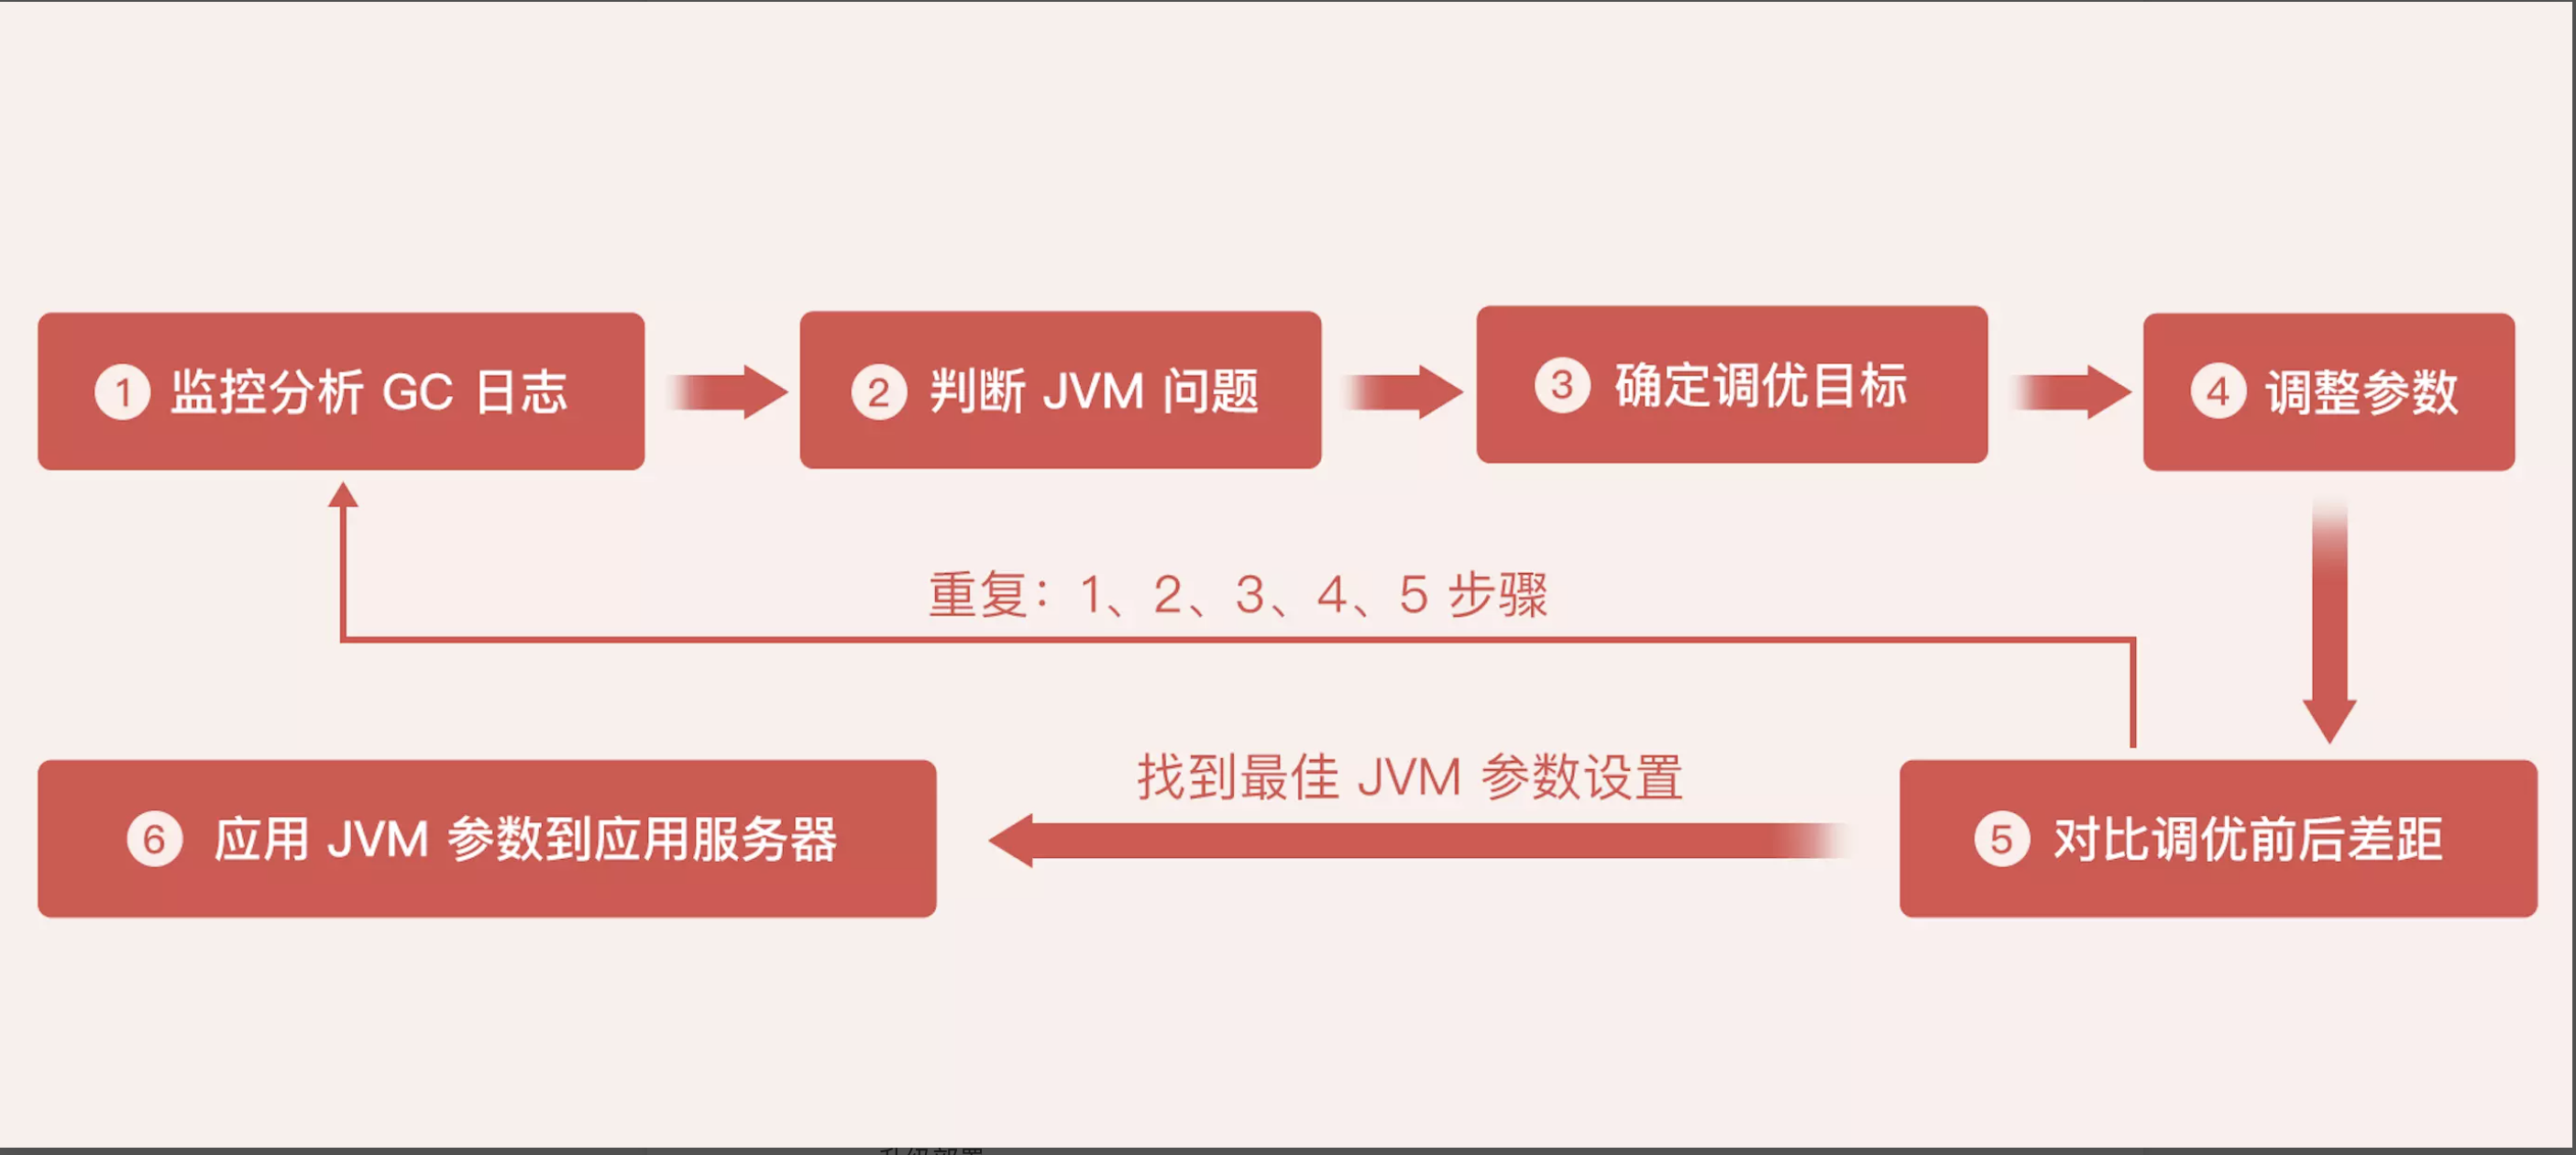 ① 监控分析 GC 日志
② 判断 JVM 问题
③ 确定调优目标
④ 调整参数
重复：1、2、3、4、5 步骤
找到最佳 JVM 参数设置
⑤ 对比调优前后差距
⑥ 应用 JVM 参数到应用服务器